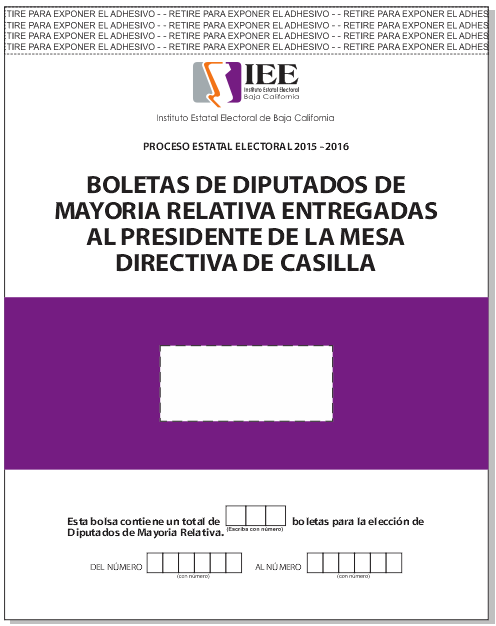 ETIRE PARA EXPONER EL ADHESIVO - - RETIRE PARA EXPONER EL ADHESIVO - - RETIRE PARA EXPONER EL ADHES
ETIRE PARA EXPONER EL ADHESIVO - - RETIRE PARA EXPONER EL ADHESIVO - - RETIRE PARA EXPONER EL ADHES
ETIRE PARA EXPONER EL ADHESIVO - - RETIRE PARA EXPONER EL ADHESIVO - - RETIRE PARA EXPONER EL ADHES
ETIRE PARA EXPONER EL ADHESIVO - - RETIRE PARA EXPONER EL ADHESIVO - - RETIRE PARA EXPONER EL ADHES
IEE
Instituto Estatal Electoral
Baja California
Instituto Estatal Electoral de Baja California
PROCESO ESTATAL ELECTORAL 2015 - 2016
BOLETAS DE DIPUTADOS DE
MAYORIA RELATIVA ENTREGADAS
AL PRESIDENTE DE LA MESA
DIRECTIVA DE CASILLA
Esta bolsa contiene un total de boletas para la elección de
(Escriba con número)
Diputados de Mayoría Relativa.
DEL NÚMERO AL NÚMERO
(con número) (con número)